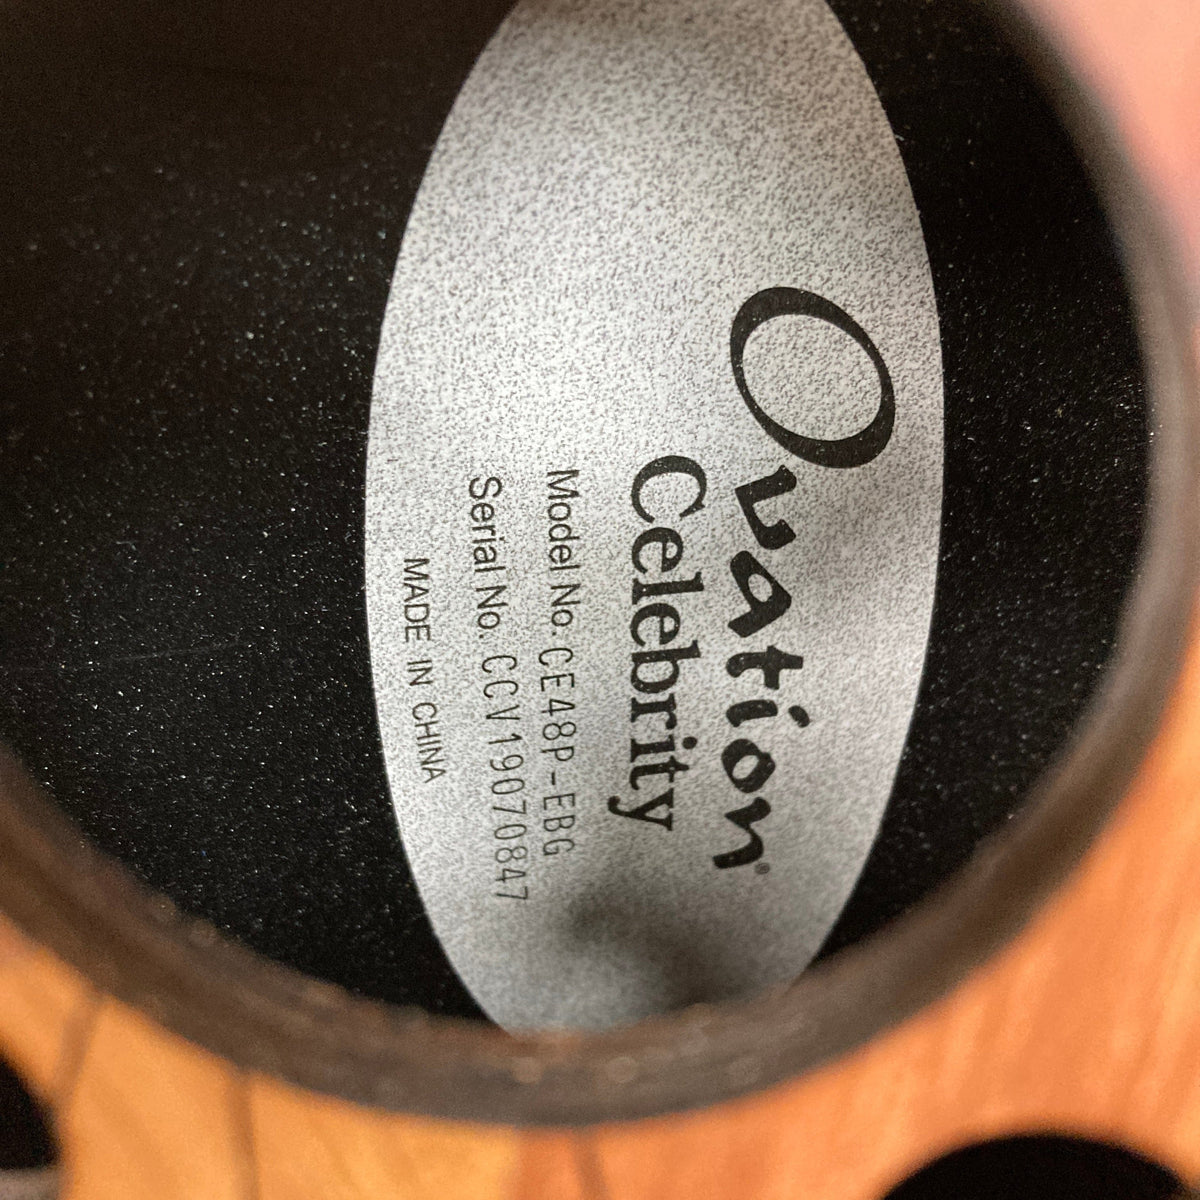 Ovation®
Celebrity
Model No. CE48P-EBG
Serial No. CCV19070847
MADE IN CHINA